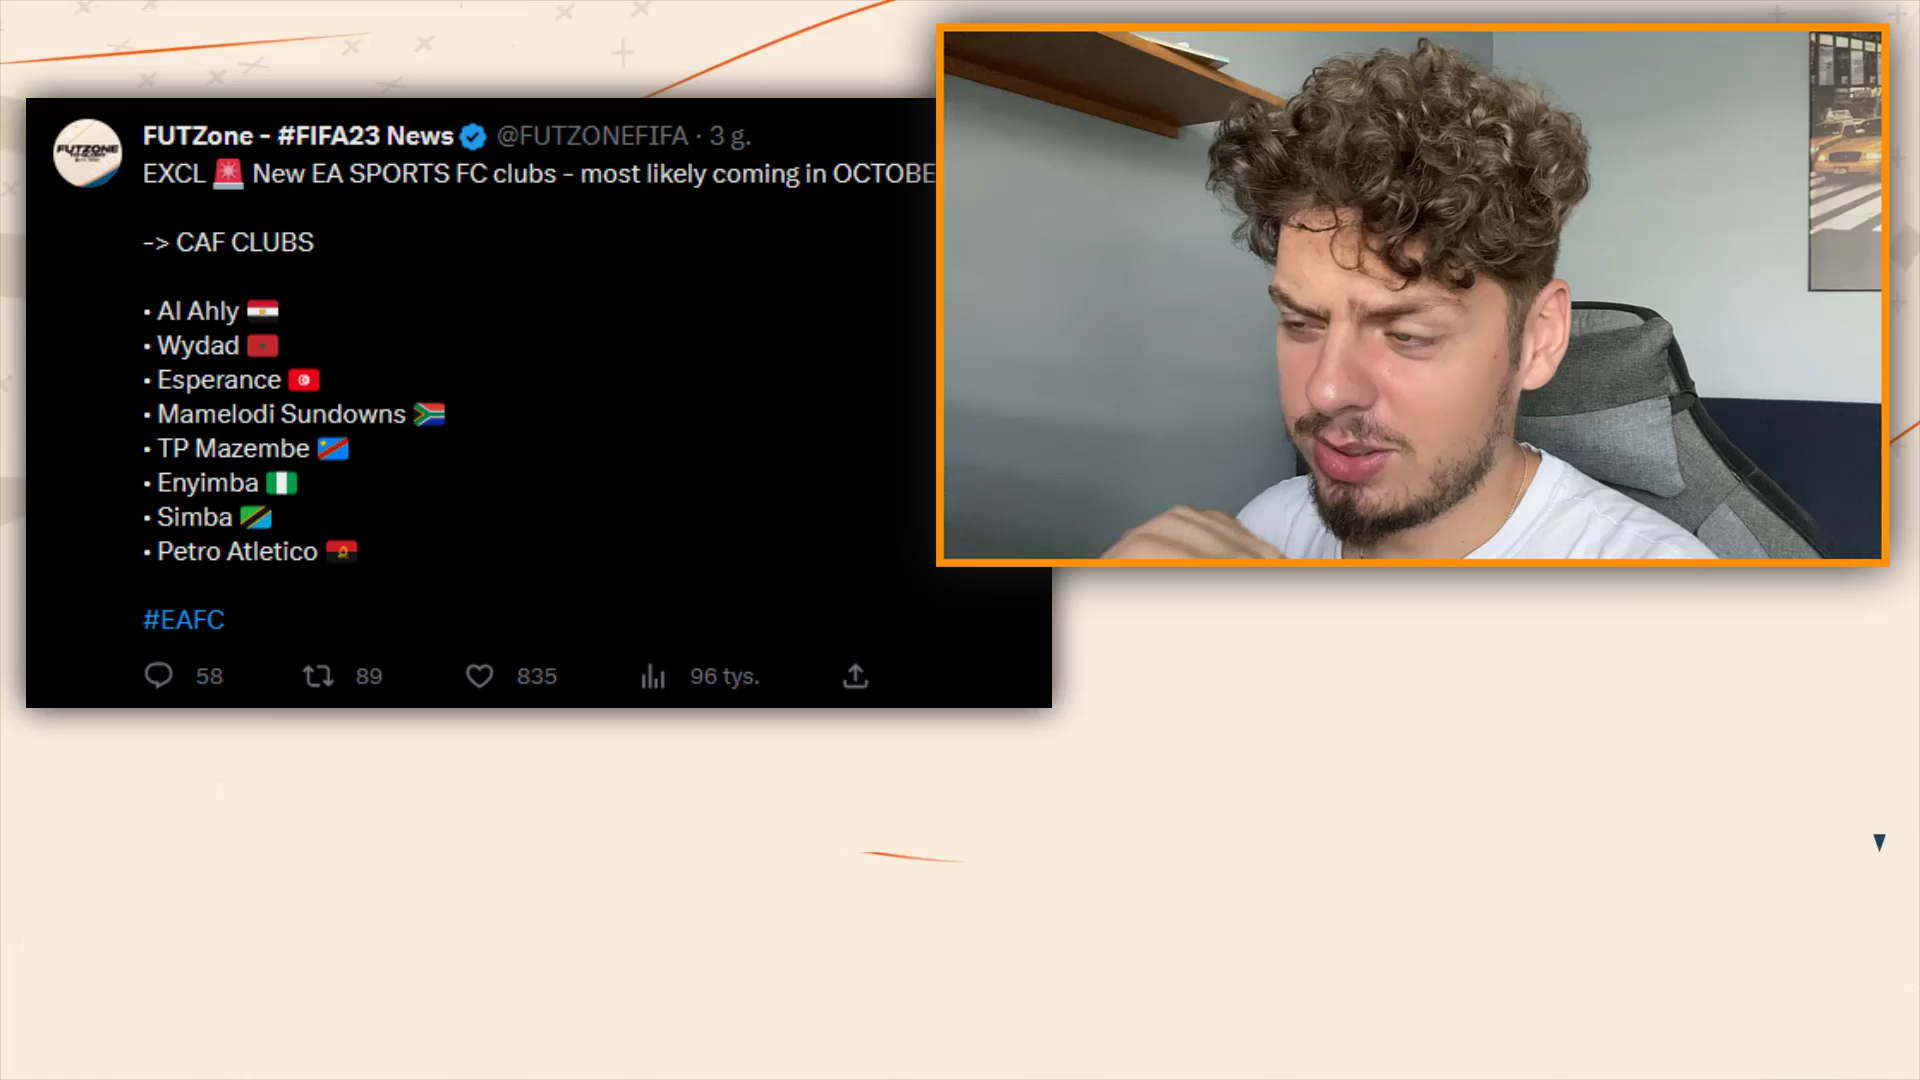 FUTZONE
FUTZone - #FIFA23 News @FUTZONEFIFA · 3 g.
EXCL 🚨 New EA SPORTS FC clubs - most likely coming in OCTOBE
-> CAF CLUBS
• Al Ahly 🇪🇬
• Wydad 🇲🇦
• Esperance 🇹🇳
• Mamelodi Sundowns 🇿🇦
• TP Mazembe 🇨🇩
• Enyimba 🇳🇬
• Simba 🇹🇿
• Petro Atletico 🇦🇴
#EAFC
58 89 835 96 tys.